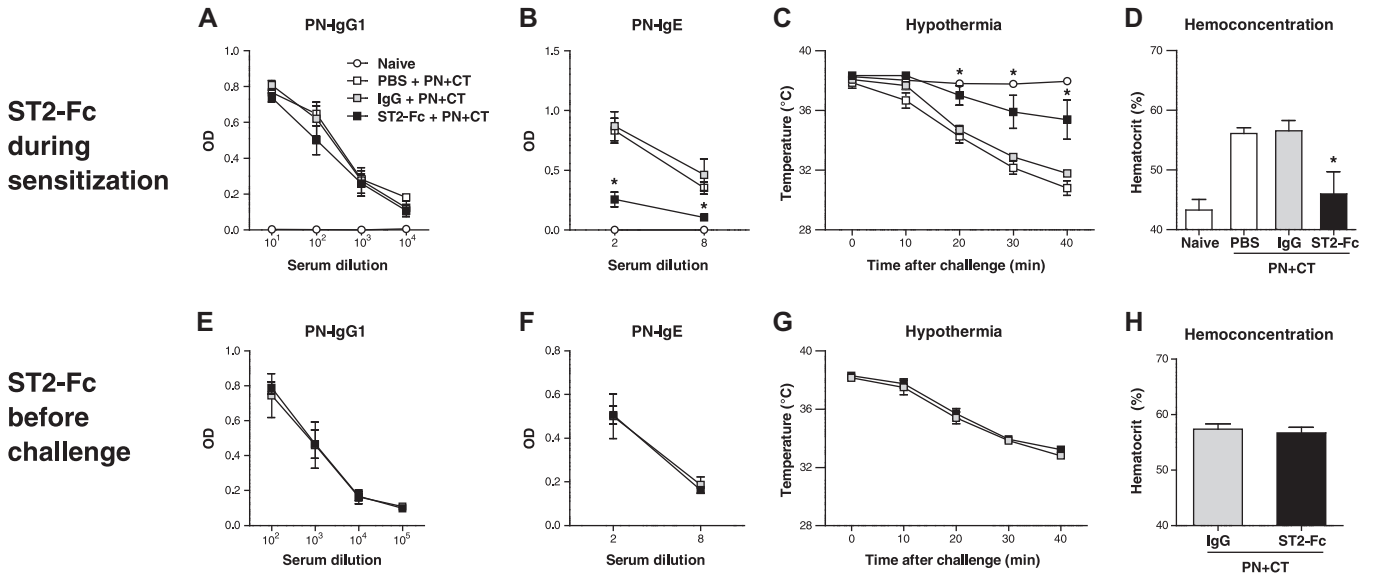 ST2-Fc
during
sensitization
A
PN-IgG1
OD
1.0
0.8
0.6
0.4
0.2
0.0
10¹ 10² 10³ 10⁴
Serum dilution
Naive
PBS + PN+CT
IgG + PN+CT
ST2-Fc + PN+CT
B
PN-IgE
OD
1.5
1.0
0.5
0.0
*
*
2 8
Serum dilution
C
Hypothermia
Temperature (°C)
40
36
32
28
* *
*
0 10 20 30 40
Time after challenge (min)
D
Hemoconcentration
Hematocrit (%)
70
60
50
40
*
Naive PBS IgG ST2-Fc
PN+CT
ST2-Fc
before
challenge
E
PN-IgG1
OD
1.0
0.8
0.6
0.4
0.2
0.0
10² 10³ 10⁴ 10⁵
Serum dilution
F
PN-IgE
OD
0.8
0.6
0.4
0.2
0.0
2 8
Serum dilution
G
Hypothermia
Temperature (°C)
40
36
32
28
0 10 20 30 40
Time after challenge (min)
H
Hemoconcentration
Hematocrit (%)
70
60
50
40
IgG ST2-Fc
PN+CT